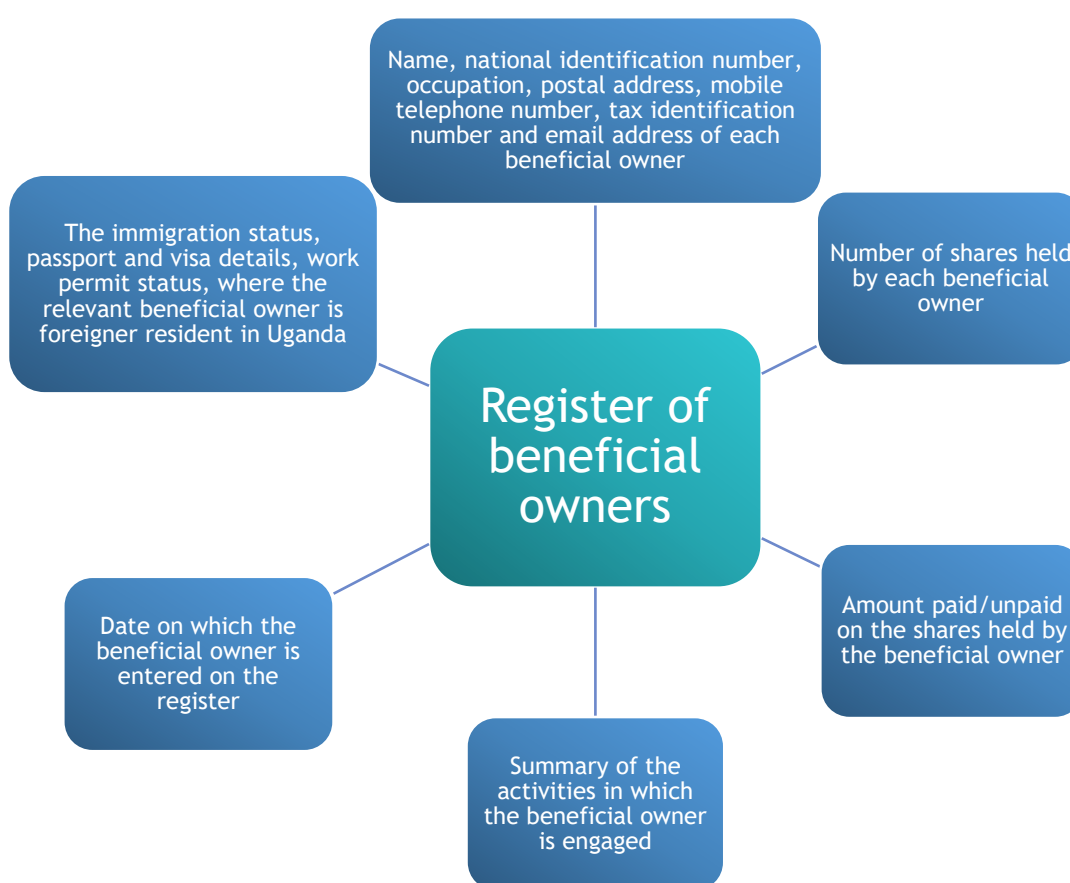 Name, national identification number,
occupation, postal address, mobile
telephone number, tax identification
number and email address of each
beneficial owner
The immigration status,
passport and visa details, work
permit status, where the
relevant beneficial owner is
foreigner resident in Uganda
Number of shares held
by each beneficial
owner
Register of
beneficial
owners
Date on which the
beneficial owner is
entered on the
register
Amount paid/unpaid
on the shares held by
the beneficial owner
Summary of the
activities in which
the beneficial owner
is engaged